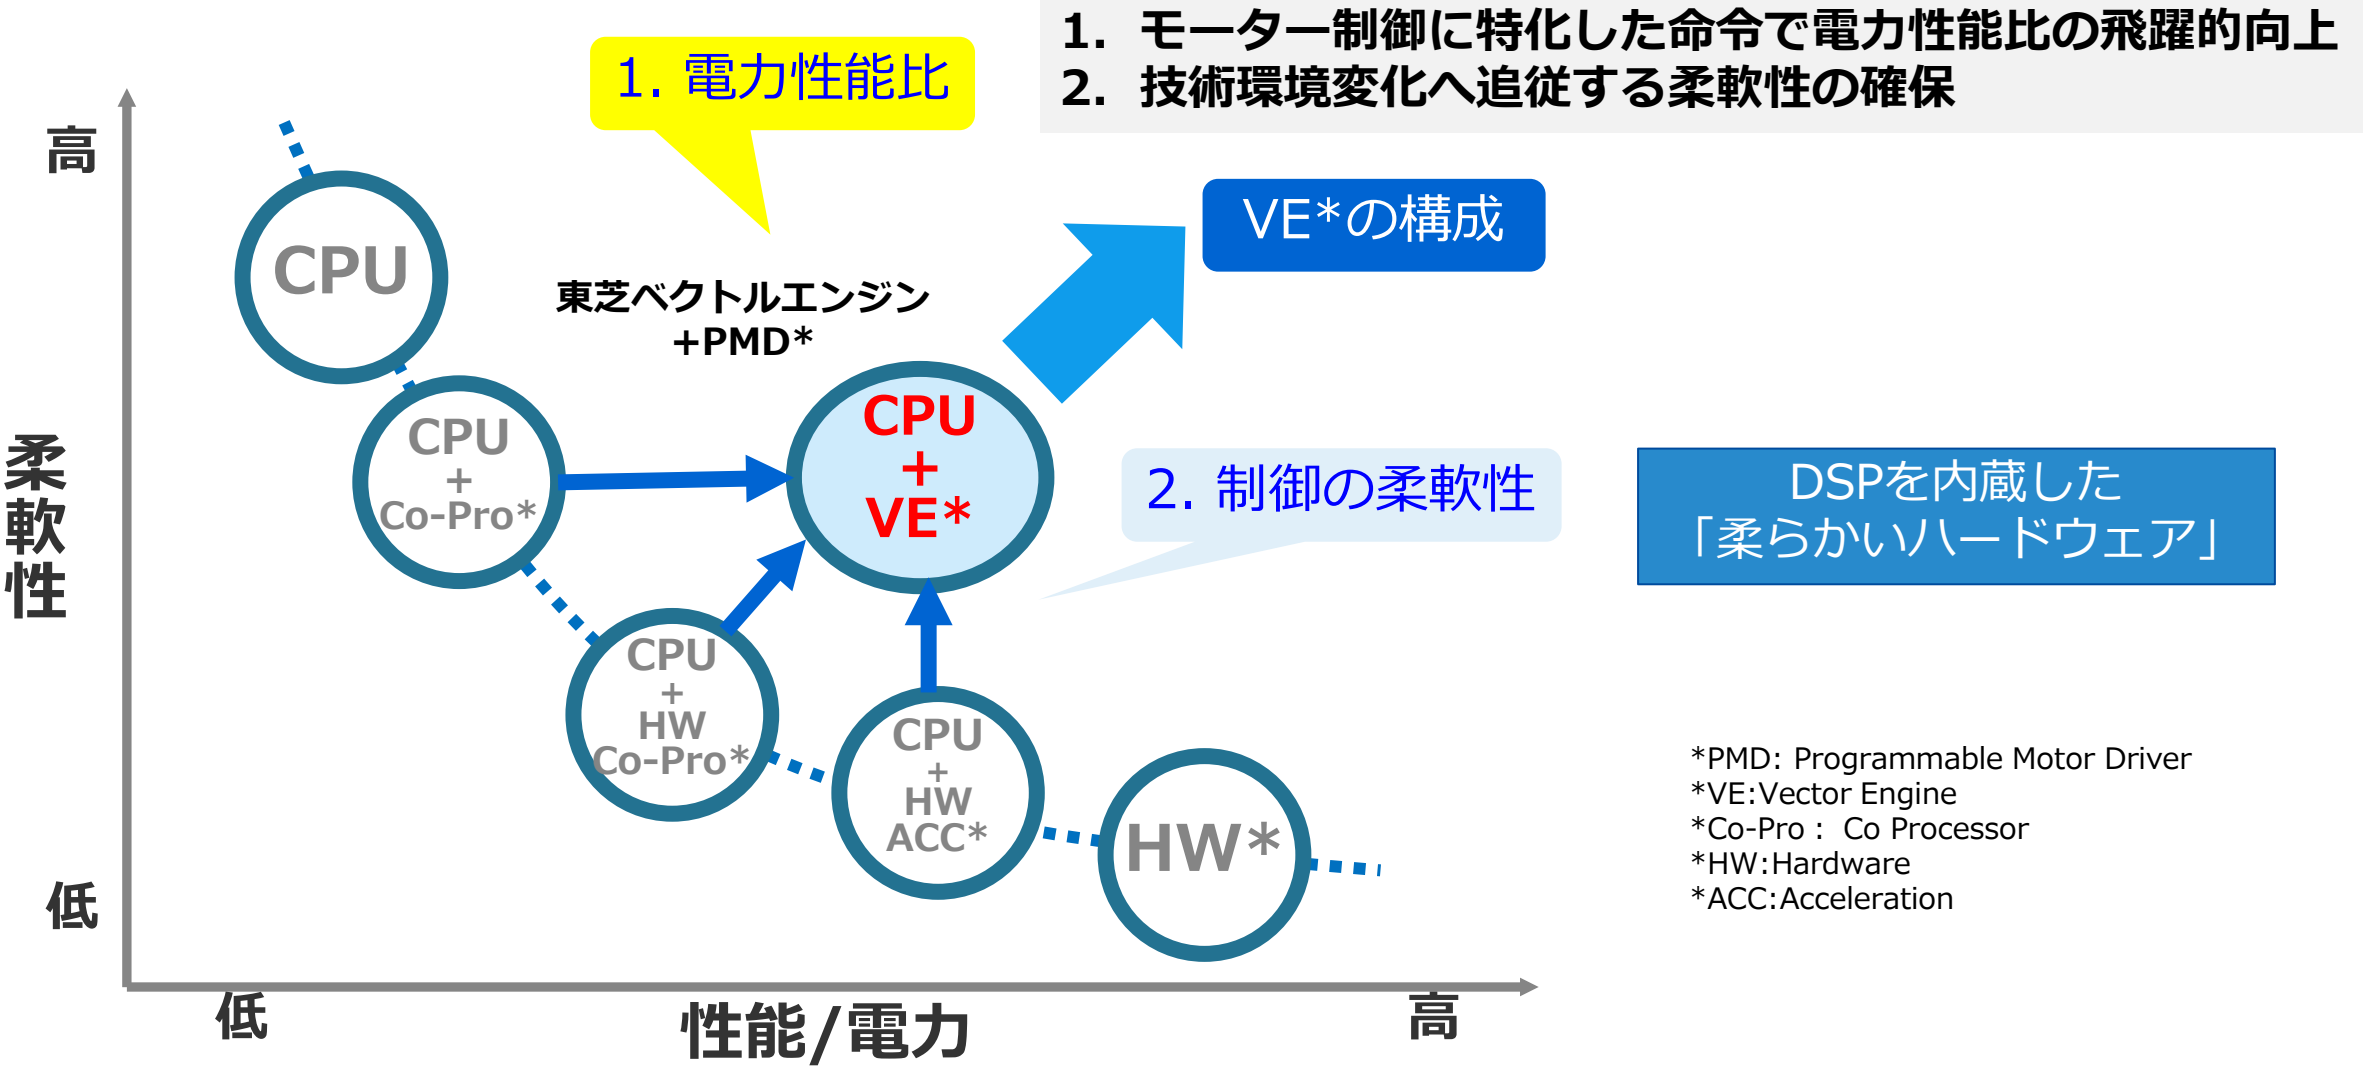 1. モーター制御に特化した命令で電力性能比の飛躍的向上
2. 技術環境変化へ追従する柔軟性の確保
1. 電力性能比
高
VE*の構成
CPU
東芝ベクトルエンジン
+PMD*
CPU
+
Co-Pro*
CPU
+
VE*
2. 制御の柔軟性
DSPを内蔵した
「柔らかいハードウェア」
柔軟性
CPU
+
HW
Co-Pro*
CPU
+
HW
ACC*
HW*
*PMD: Programmable Motor Driver
*VE:Vector Engine
*Co-Pro : Co Processor
*HW:Hardware
*ACC:Acceleration
低
低
性能/電力
高